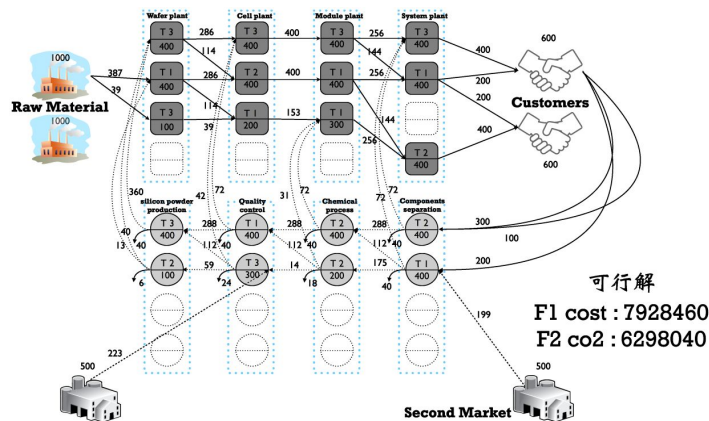 Wafer plant
Cell plant
Module plant
System plant
T 3
400
286
T 3
400
400
T 3
400
256
T 3
400
600
1000
114
144
400
387
T 1
400
286
T 2
400
400
T 1
400
256
T 1
400
200
Raw Material
39
114
200
Customers
1000
T 3
100
39
T 1
200
153
T 1
300
144
400
256
T 2
400
600
360
42
72
31
72
72
72
silicon powder
production
Quality
control
Chemical
process
Components
separation
40
13
T 3
400
288
T 1
400
288
T 2
400
288
T 2
400
300
100
40
112
40
112
40
112
T 2
100
59
T 3
300
14
T 2
200
175
T 1
400
200
6
24
18
40
可行解
F1 cost : 7928460
F2 co2 : 6298040
199
223
500
500
Second Market